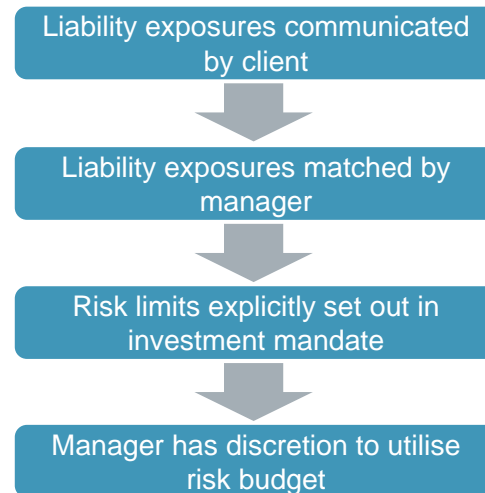 Liability exposures communicated
by client
Liability exposures matched by
manager
Risk limits explicitly set out in
investment mandate
Manager has discretion to utilise
risk budget